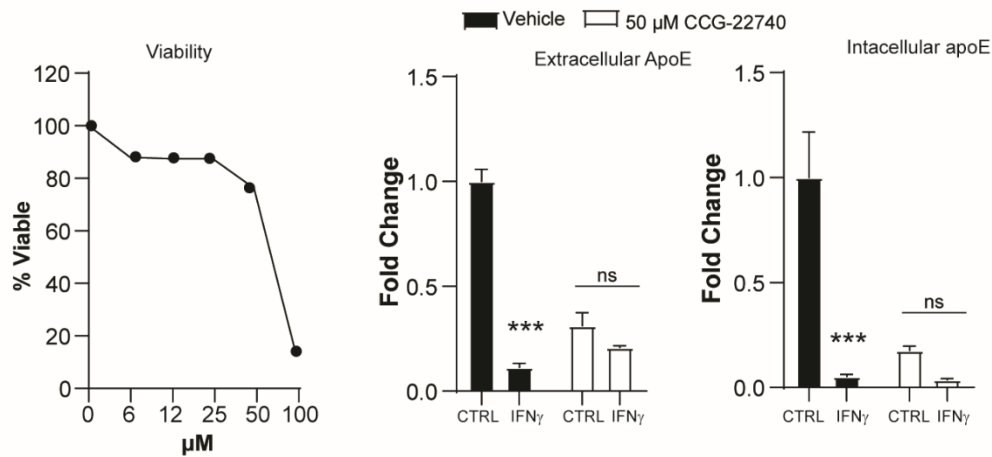 Vehicle 50 µM CCG-22740
Viability
% Viable
120
100
80
60
40
20
0
0 6 12 25 50 100
µM
Extracellular ApoE
Fold Change
1.5
1.0
0.5
0.0
***
ns
CTRL IFNγ CTRL IFNγ
Intacellular apoE
Fold Change
1.5
1.0
0.5
0.0
***
ns
CTRL IFNγ CTRL IFNγ